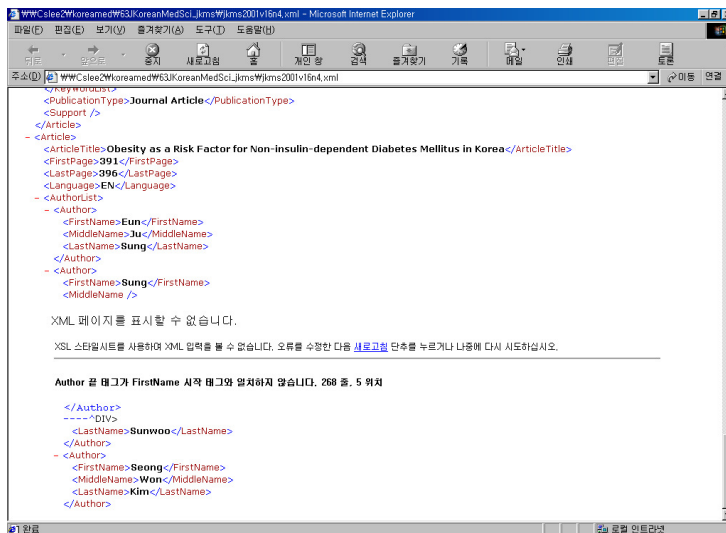 ₩₩Cslee2₩koreamed₩63JKoreanMedSci_jkms₩jkms2001v16n4.xml - Microsoft Internet Explorer
파일(F) 편집(E) 보기(V) 즐겨찾기(A) 도구(T) 도움말(H)
뒤로 앞으로 중지 새로고침 홈 개인 창 검색 즐겨찾기 기록 메일 인쇄 편집 토론
주소(D) ₩₩Cslee2₩koreamed₩63JKoreanMedSci_jkms₩jkms2001v16n4.xml 이동 연결
</KeywordList>
<PublicationType>Journal Article</PublicationType>
<Support />
</Article>
- <Article>
<ArticleTitle>Obesity as a Risk Factor for Non-insulin-dependent Diabetes Mellitus in Korea</ArticleTitle>
<FirstPage>391</FirstPage>
<LastPage>396</LastPage>
<Language>EN</Language>
- <AuthorList>
- <Author>
<FirstName>Eun</FirstName>
<MiddleName>Ju</MiddleName>
<LastName>Sung</LastName>
</Author>
- <Author>
<FirstName>Sung</FirstName>
<MiddleName />
XML 페이지를 표시할 수 없습니다.
XSL 스타일시트를 사용하여 XML 입력을 볼 수 없습니다. 오류를 수정한 다음 새로고침 단추를 누르거나 나중에 다시 시도하십시오.
Author 끝 태그가 FirstName 시작 태그와 일치하지 않습니다. 268 줄, 5 위치
</Author>
----^DIV>
<LastName>Sunwoo</LastName>
</Author>
- <Author>
<FirstName>Seong</FirstName>
<MiddleName>Won</MiddleName>
<LastName>Kim</LastName>
</Author>
완료 로컬 인트라넷